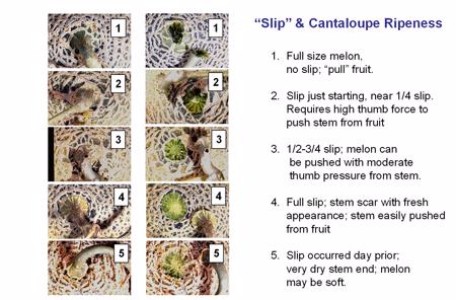 "Slip" & Cantaloupe Ripeness
1
1
1. Full size melon,
no slip; "pull" fruit.
2
2
2. Slip just starting, near 1/4 slip.
Requires high thumb force to
push stem from fruit
3
3
3. 1/2-3/4 slip; melon can
be pushed with moderate
thumb pressure from stem.
4
4
4. Full slip; stem scar with fresh
appearance; stem easily pushed
from fruit
5
5
5. Slip occurred day prior;
very dry stem end; melon
may be soft.